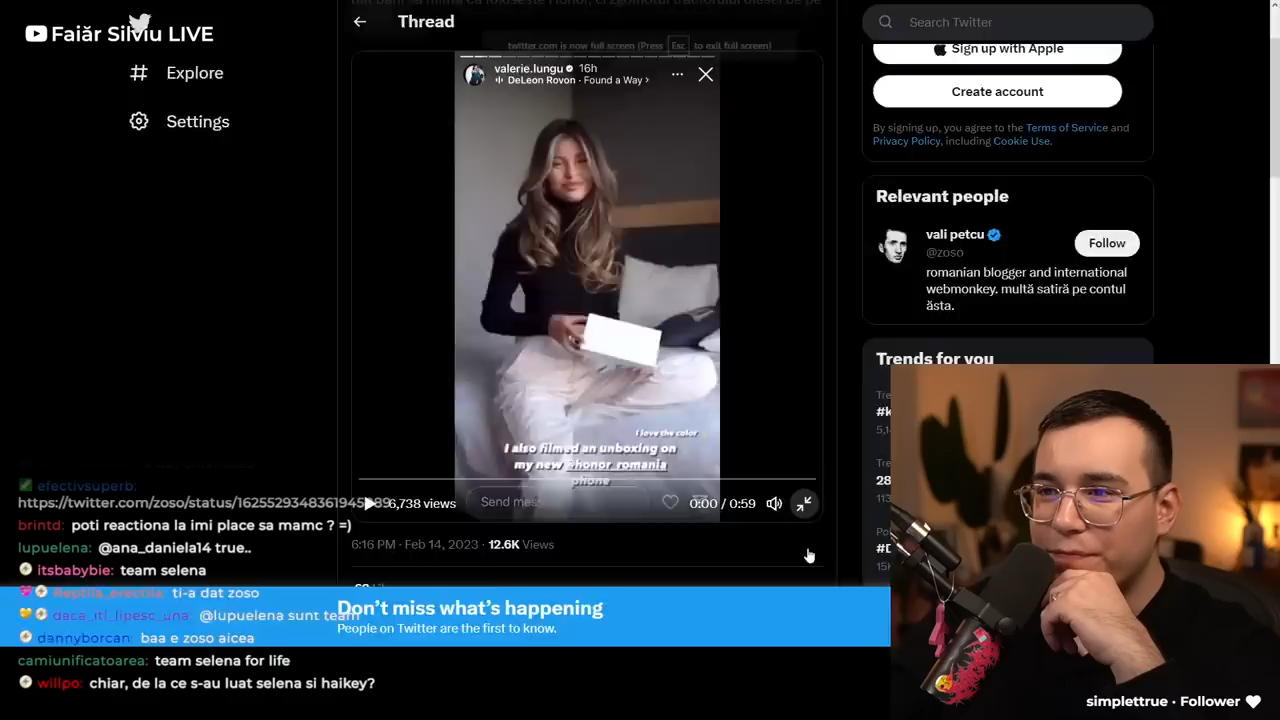 Faiăr Silviu LIVE
Explore
Settings
Thread
twitter.com is now full screen (Press Esc to exit full screen)
valerie.lungu 16h
DeLeon Rovon · Found a Way >
I love the color
I also filmed an unboxing on
my new @honor_romania
phone
6,738 views
Send mes
0:00 / 0:59
6:16 PM · Feb 14, 2023 · 12.6K Views
Search Twitter
Sign up with Apple
Create account
By signing up, you agree to the Terms of Service and
Privacy Policy, including Cookie Use.
Relevant people
vali petcu
@zoso
Follow
romanian blogger and international
webmonkey. multă satiră pe contul
ăsta.
Trends for you
efectivsuperb:
https://twitter.com/zoso/status/1625529348361945089
brintd: poti reactiona la imi place sa mamc ? =)
lupuelena: @ana_daniela14 true..
itsbabybie: team selena
Reptila_erectiia: ti-a dat zoso
daca_iti_lipesc_una: @lupuelena sunt team
dannyborcan: baa e zoso aicea
camiunificatoarea: team selena for life
willpo: chiar, de la ce s-au luat selena si haikey?
Don't miss what's happening
People on Twitter are the first to know.
simplettrue · Follower